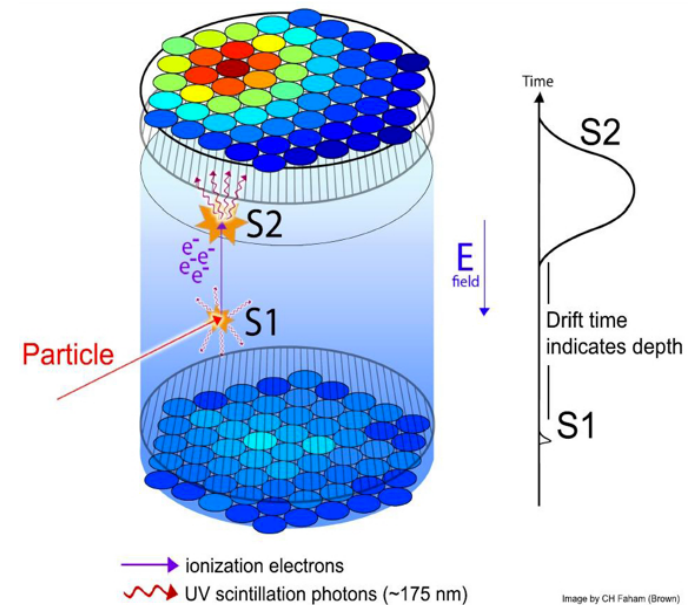 Time
S2
S2
e-
e-e-
e-
E
field
S1
Particle
Drift time
indicates depth
S1
ionization electrons
UV scintillation photons (~175 nm)
Image by CH Faham (Brown)